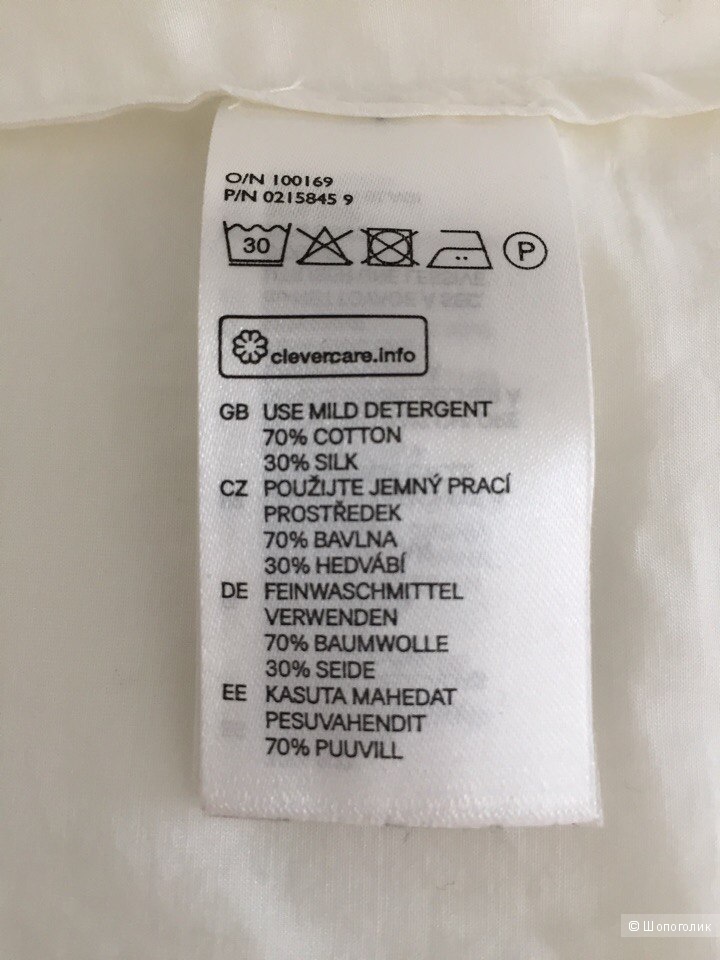 O/N 100169
P/N 0215845 9
30 P
clevercare.info
GB USE MILD DETERGENT
70% COTTON
30% SILK
CZ POUŽIJTE JEMNÝ PRACÍ
PROSTŘEDEK
70% BAVLNA
30% HEDVÁBÍ
DE FEINWASCHMITTEL
VERWENDEN
70% BAUMWOLLE
30% SEIDE
EE KASUTA MAHEDAT
PESUVAHENDIT
70% PUUVILL
© Шопоголик